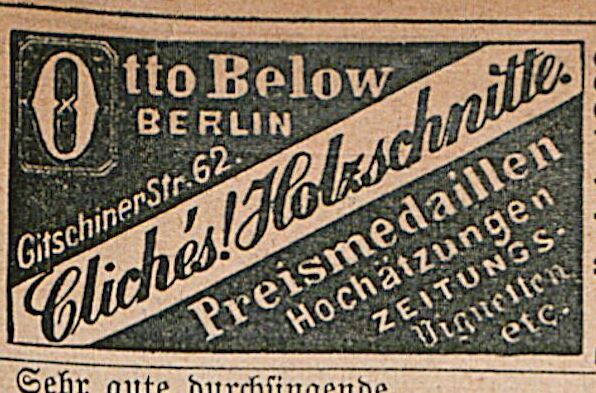 Otto Below
BERLIN
Gitschiner Str. 62.
Clichés! Holzschnitte.
Preismedaillen
Hochätzungen
ZEITUNGS-
Vignetten
etc.
Sehr gute durchsingende